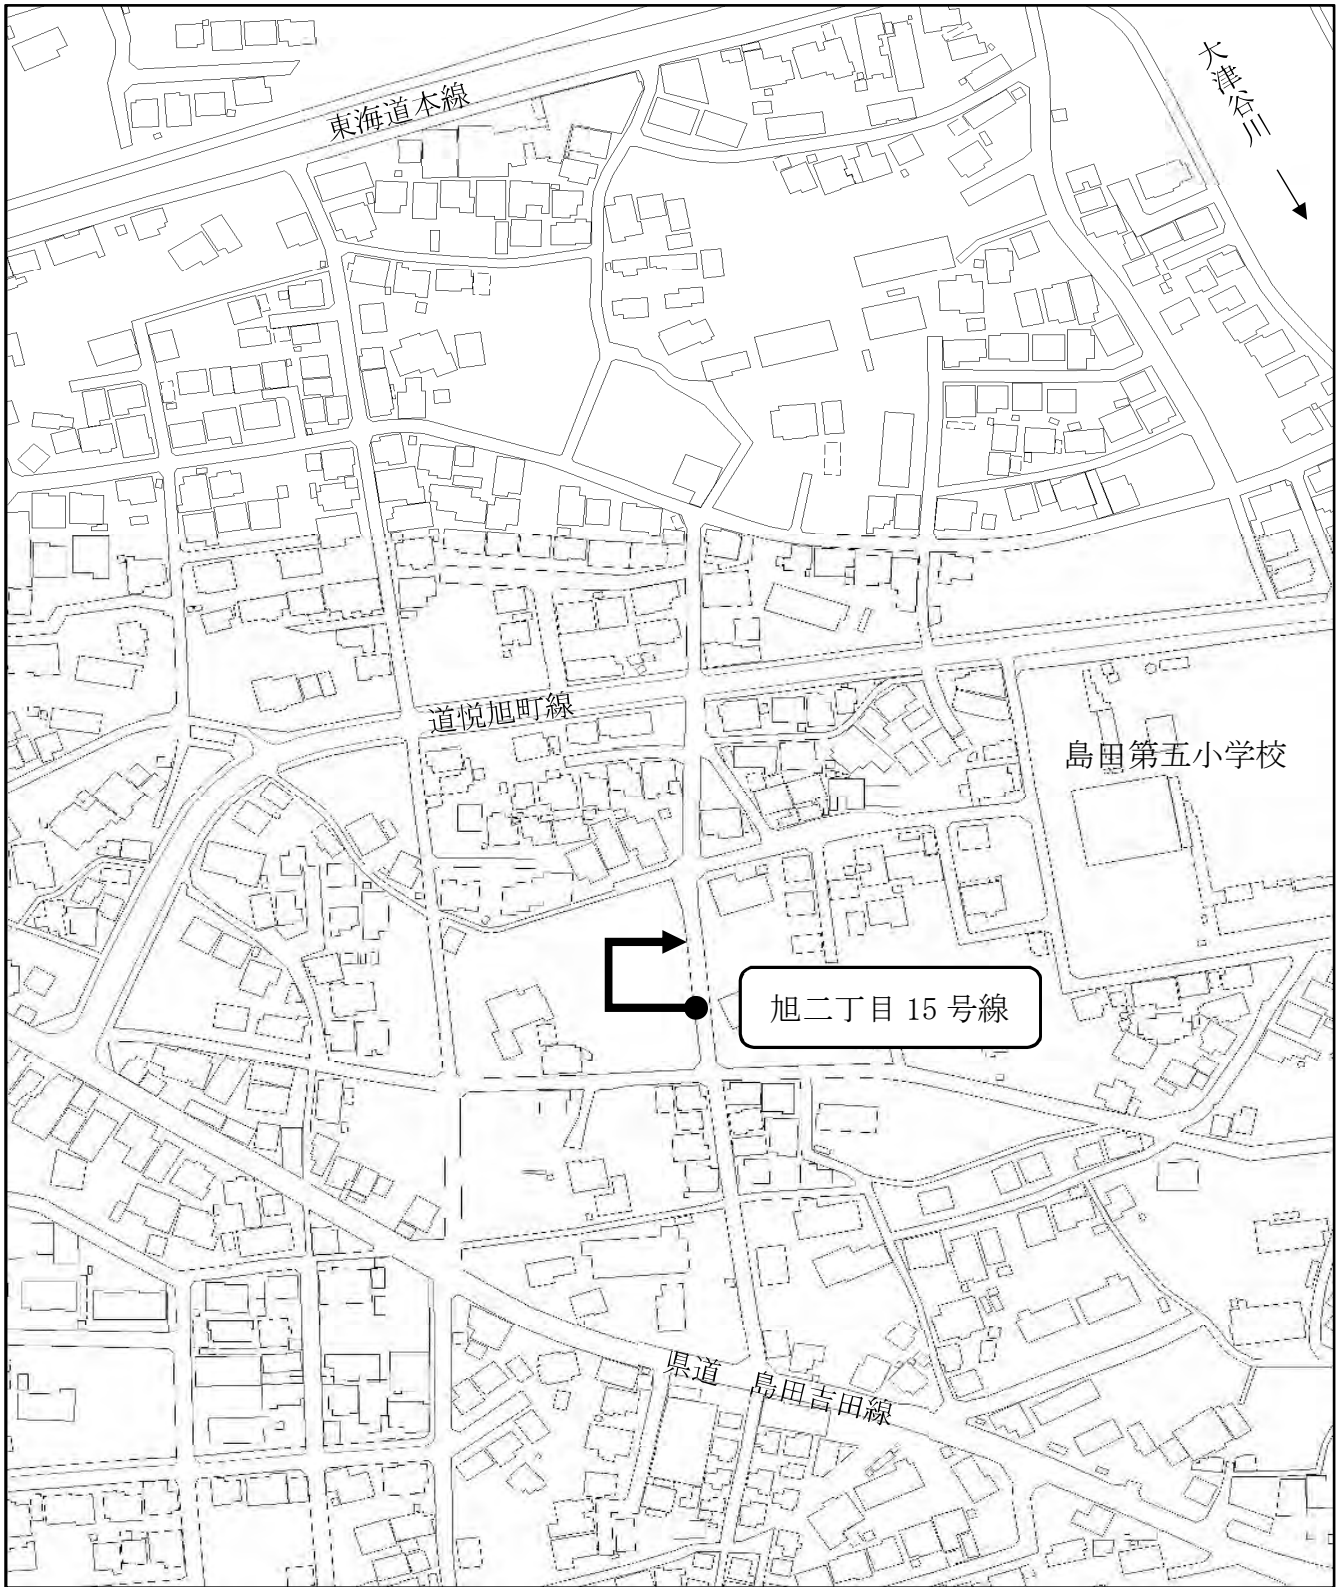 大津谷川
東海道本線
道悦旭町線
島田第五小学校
旭二丁目 15 号線
県道 島田吉田線